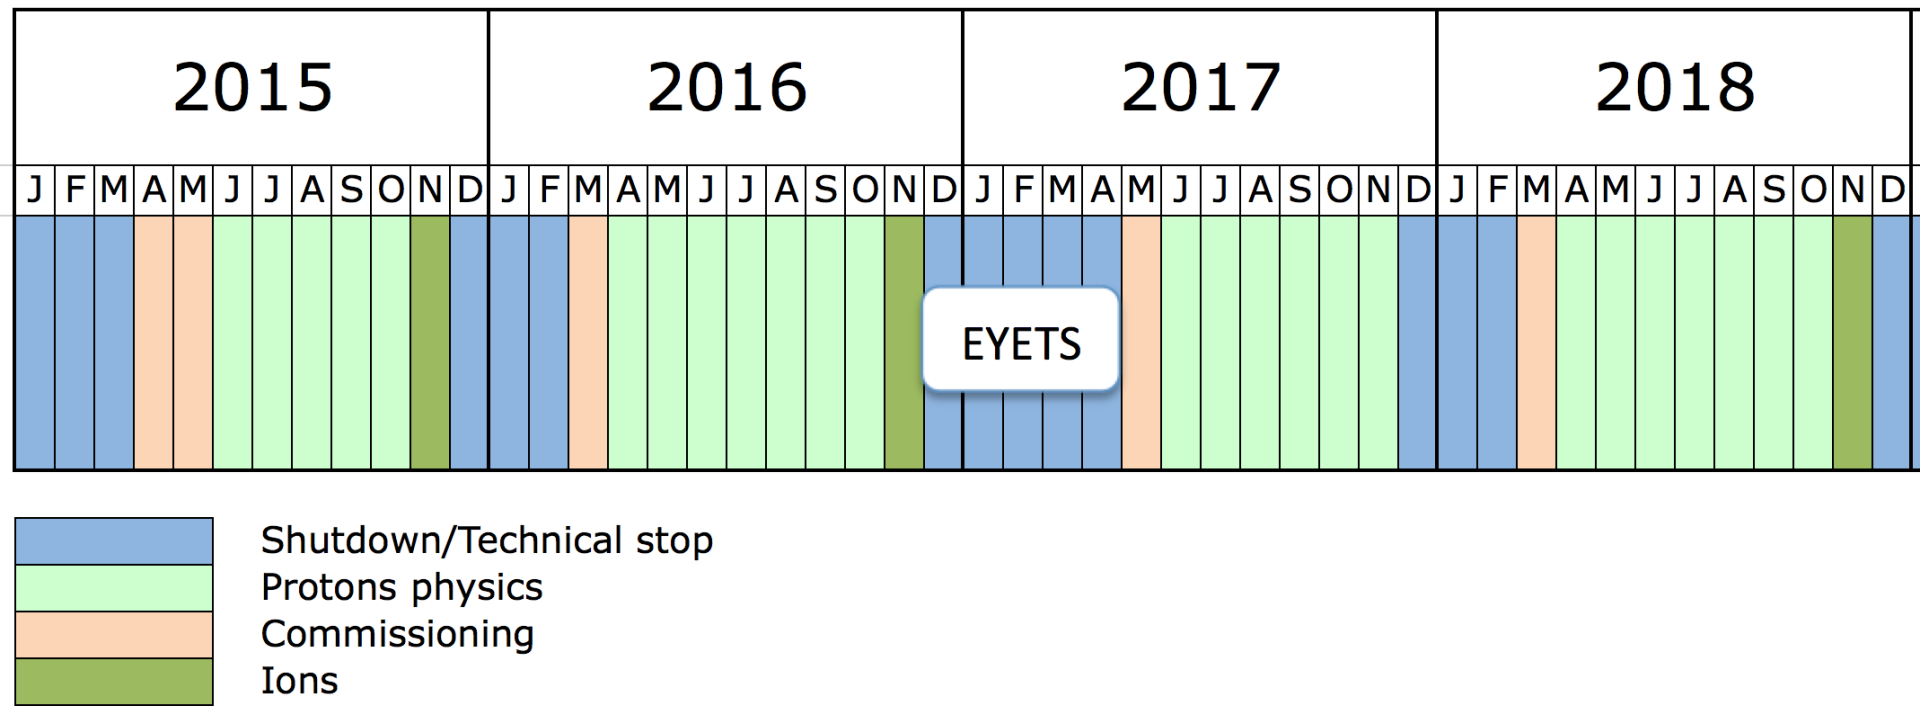 2015 2016 2017 2018
J F M A M J J A S O N D J F M A M J J A S O N D J F M A M J J A S O N D J F M A M J J A S O N D
EYETS
Shutdown/Technical stop
Protons physics
Commissioning
Ions